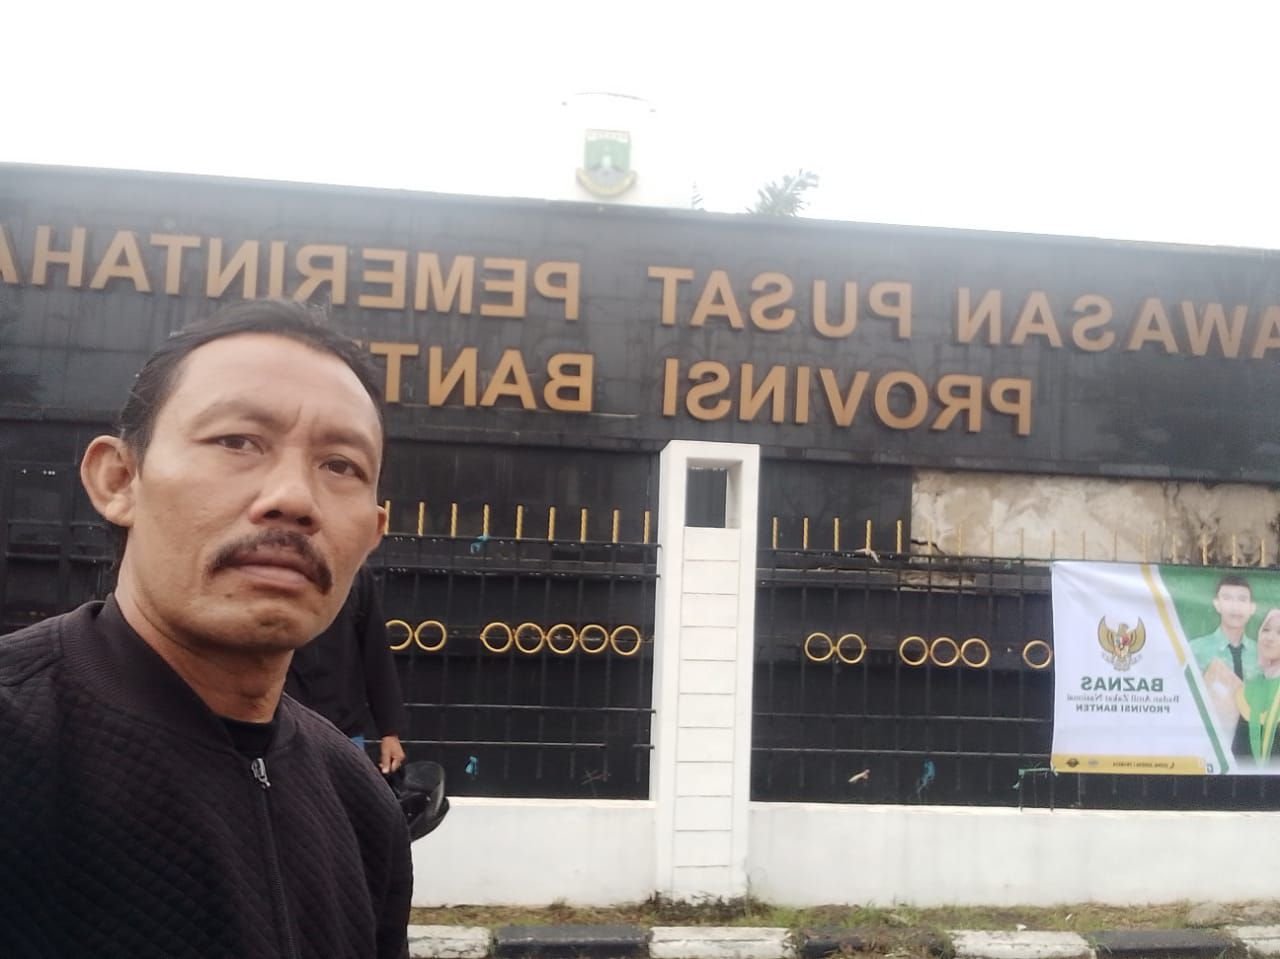 AWASAN PUSAT PEMERINTAHA
PROVINSI BANT
BAZNAS
Badan Amil Zakat Nasional
PROVINSI BANTEN